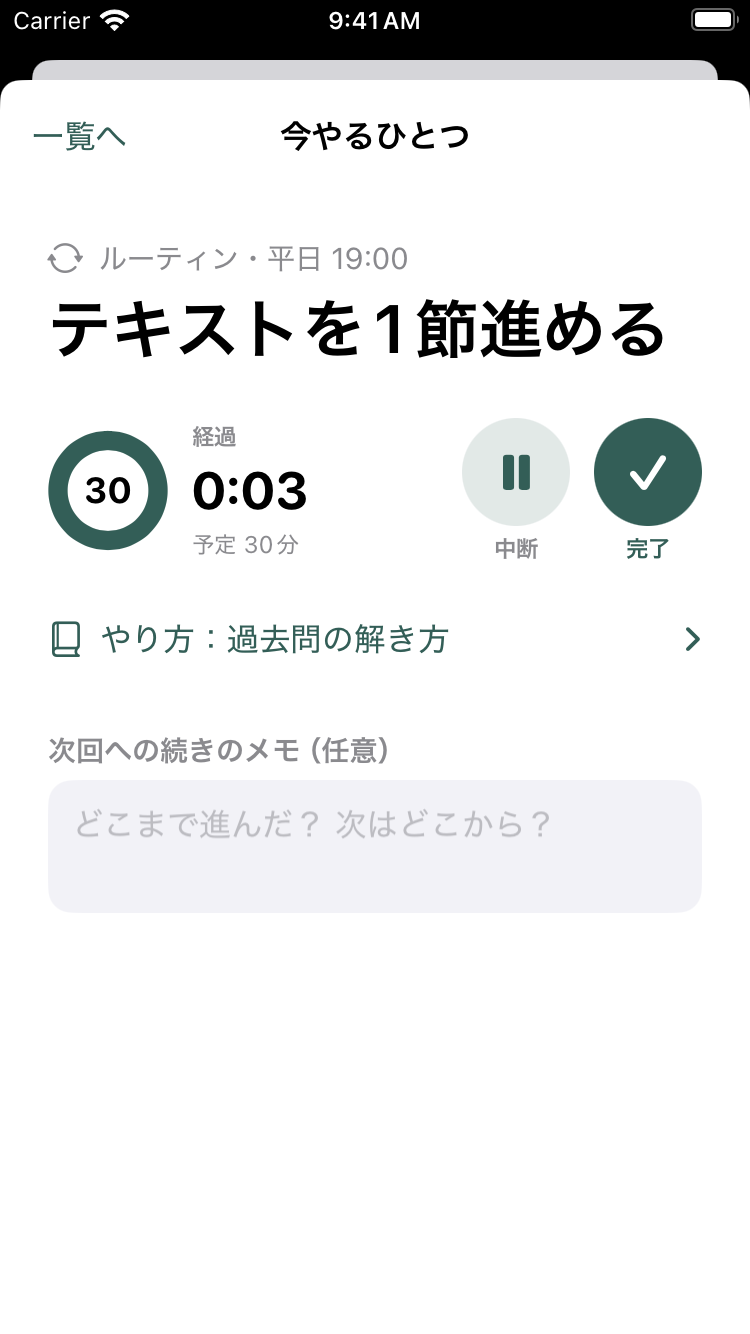 Carrier 9:41 AM
一覧へ 今やるひとつ
ルーティン・平日 19:00
テキストを1節進める
30
経過
0:03
予定 30分
中断
完了
やり方：過去問の解き方
次回への続きのメモ（任意）
どこまで進んだ？ 次はどこから？